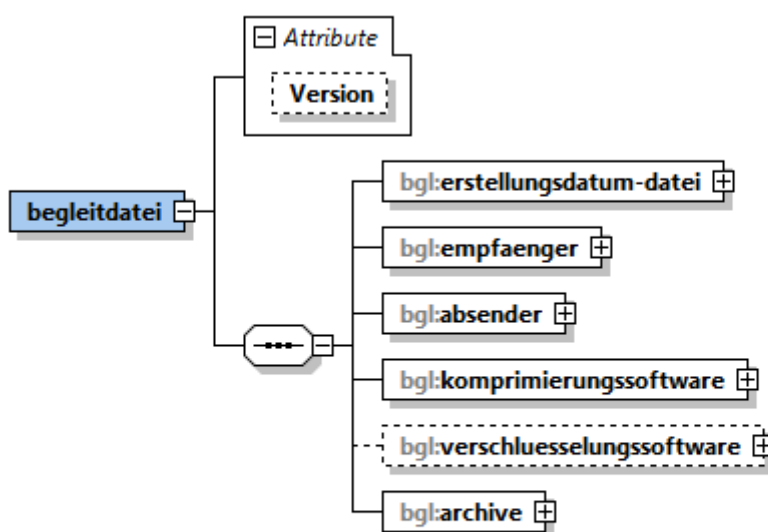 Attribute
Version
begleitdatei
bgl:erstellungsdatum-datei
bgl:empfaenger
bgl:absender
bgl:komprimierungssoftware
bgl:verschluesselungssoftware
bgl:archive